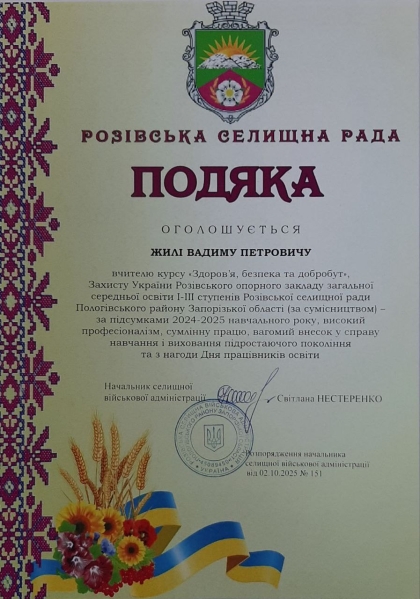 РОЗІВСЬКА СЕЛИЩНА РАДА
ПОДЯКА
ОГОЛОШУЄТЬСЯ
ЖИЛІ ВАДИМУ ПЕТРОВИЧУ
вчителю курсу «Здоров'я, безпека та добробут»,
Захисту України Розівського опорного закладу загальної
середньої освіти І-ІІІ ступенів Розівської селищної ради
Пологівського району Запорізької області (за сумісництвом) –
за підсумками 2024-2025 навчального року, високий
професіоналізм, сумлінну працю, вагомий внесок у справу
навчання і виховання підростаючого покоління
та з нагоди Дня працівників освіти
Начальник селищної
військової адміністрації
Світлана НЕСТЕРЕНКО
УКРАЇНА
Розпорядження начальника
селищної військової адміністрації
від 02.10.2025 № 151